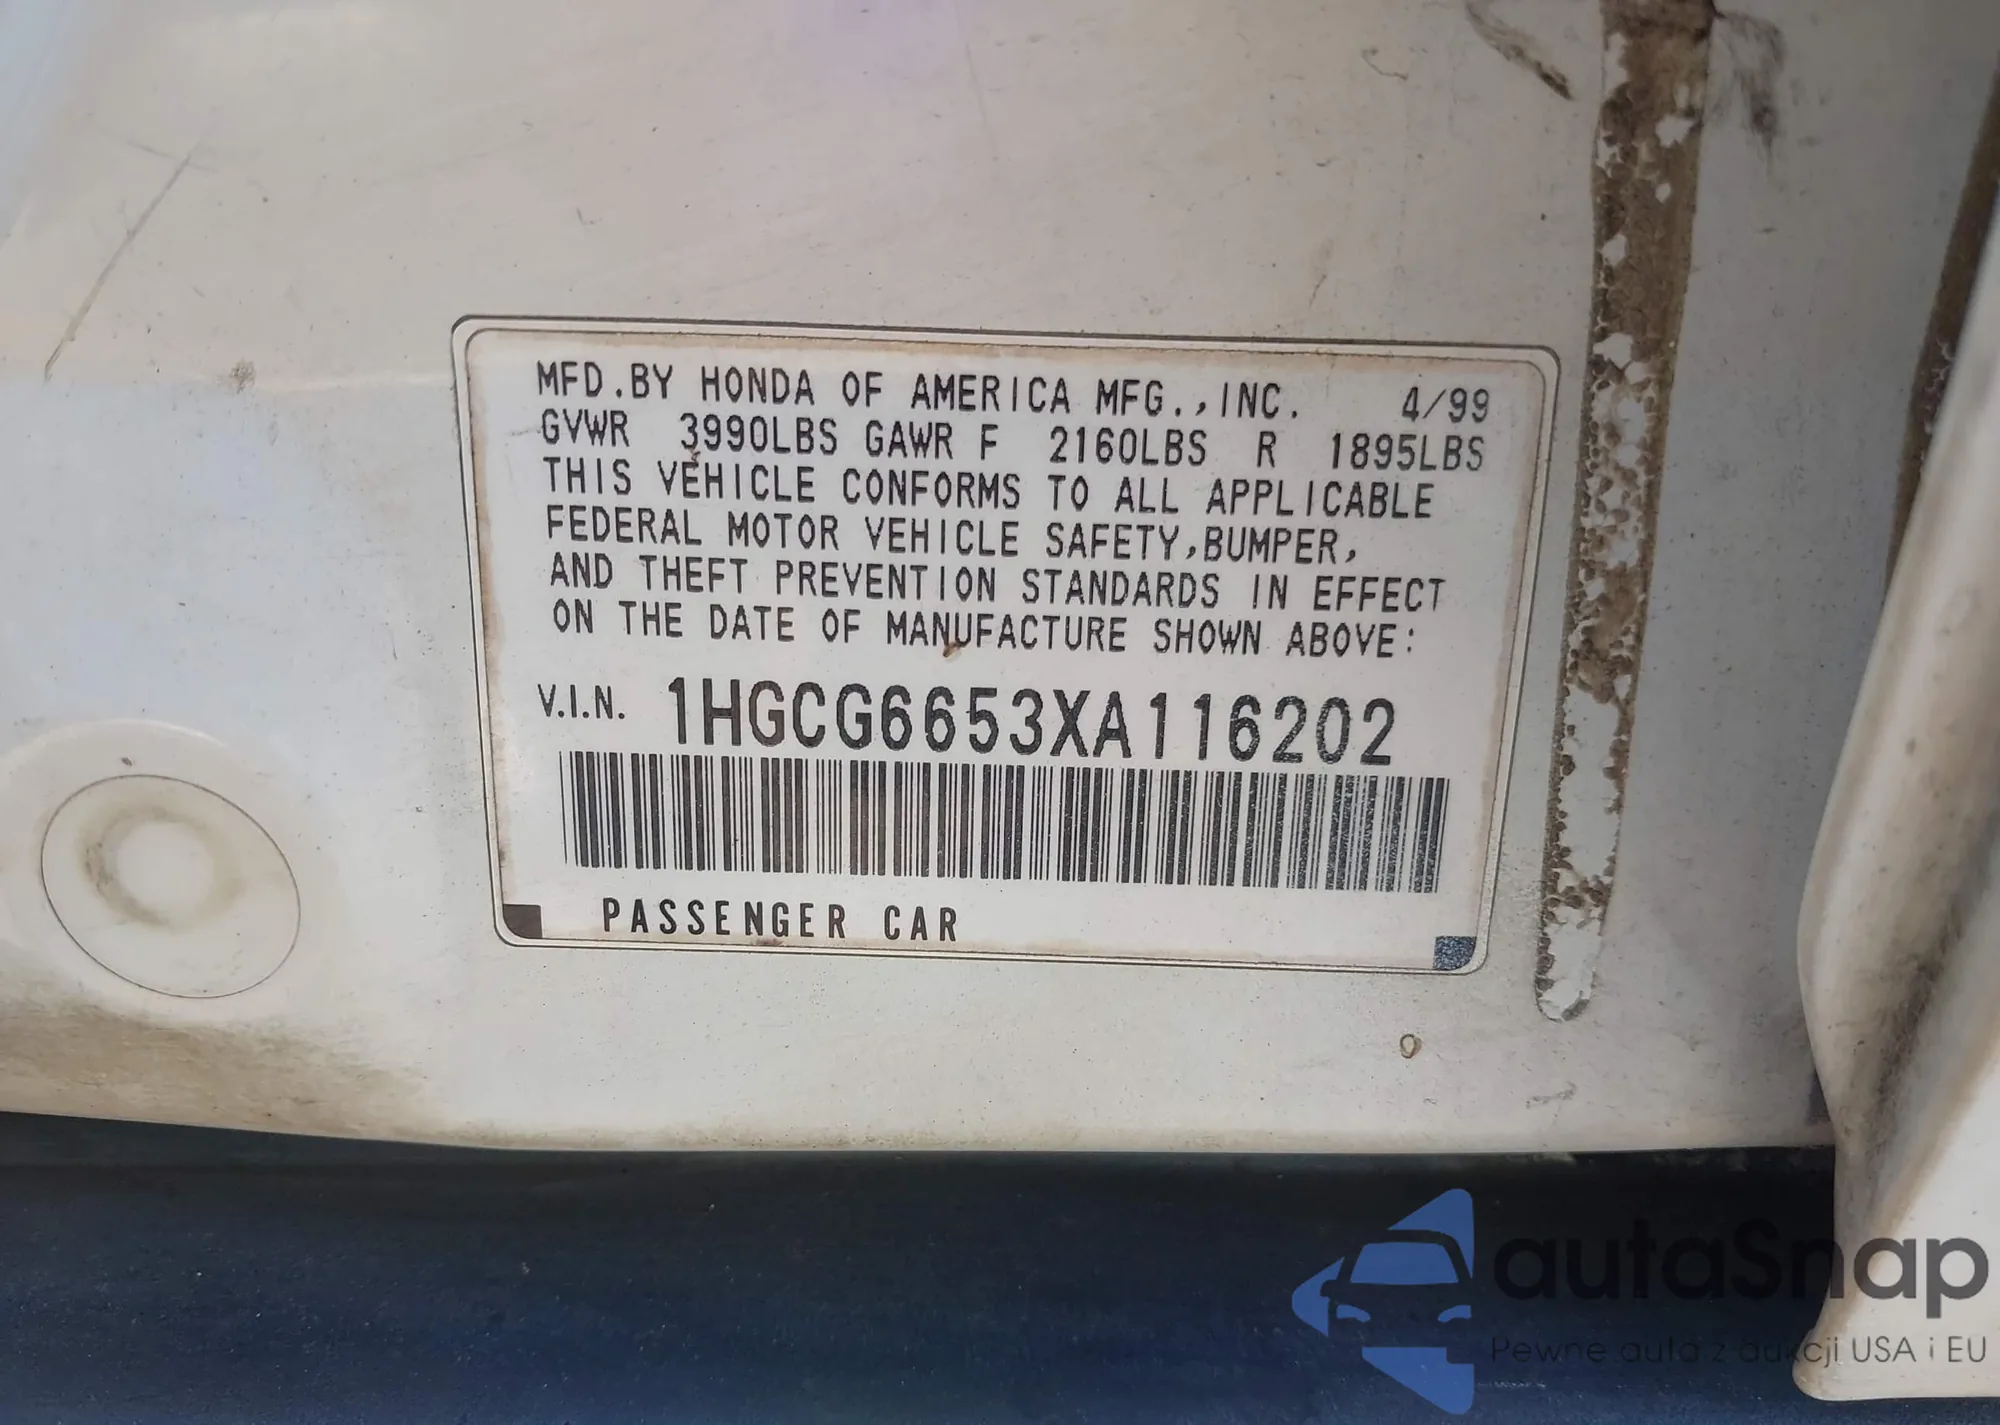 MFD.BY HONDA OF AMERICA MFG.,INC. 4/99
GVWR 3990LBS GAWR F 2160LBS R 1895LBS
THIS VEHICLE CONFORMS TO ALL APPLICABLE
FEDERAL MOTOR VEHICLE SAFETY,BUMPER,
AND THEFT PREVENTION STANDARDS IN EFFECT
ON THE DATE OF MANUFACTURE SHOWN ABOVE:
V.I.N. 1HGCG6653XA116202
PASSENGER CAR
autaSnap
Pewne auta z aukcji USA i EU